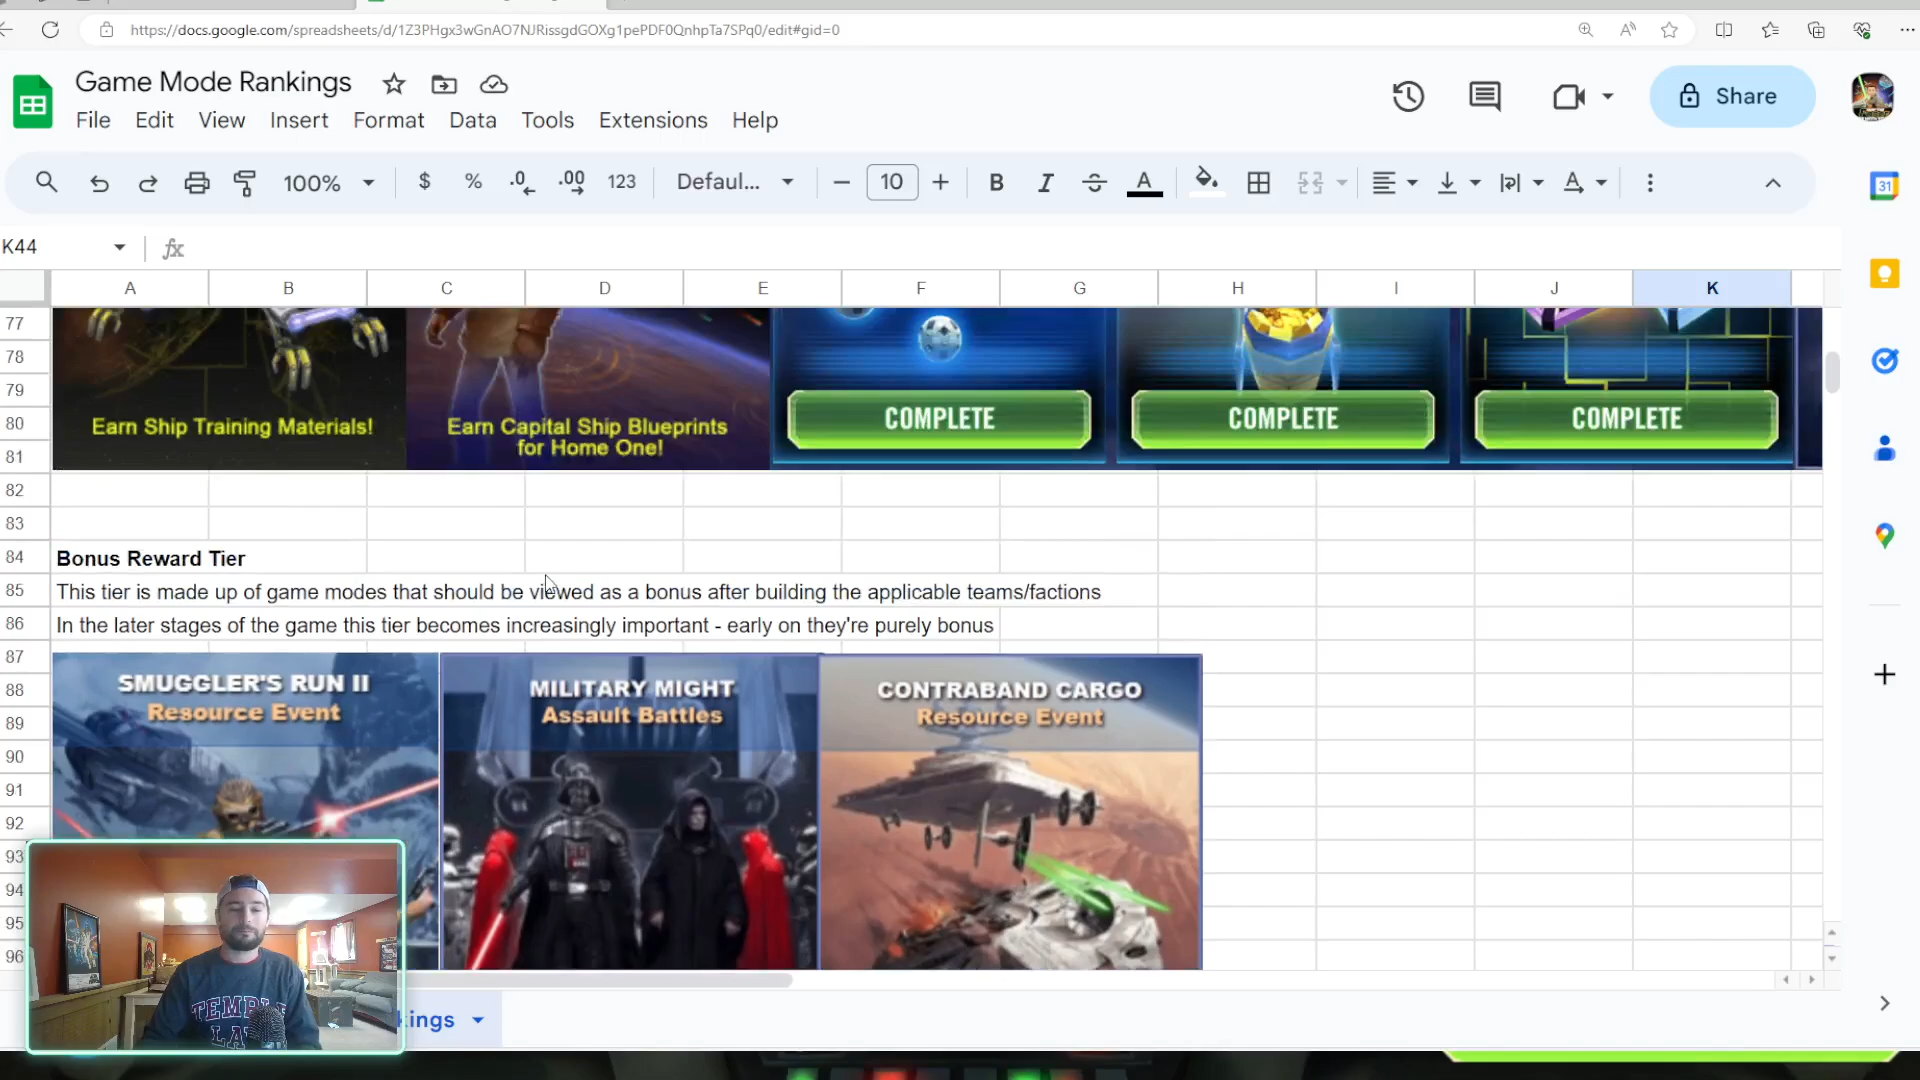 https://docs.google.com/spreadsheets/d/1Z3PHgx3wGnAO7NJRissgdGOXg1pePDF0QnhpTa7SPq0/edit#gid=0
Game Mode Rankings
Share
File Edit View Insert Format Data Tools Extensions Help
100% $ % .0 .00 123 Defaul... 10 B I S A
31
K44 fx
A B C D E F G H I J K
77
78
79
80
81
82
83
84
85
86
87
88
89
90
91
92
93
94
95
96
Earn Ship Training Materials!
Earn Capital Ship Blueprints
for Home One!
COMPLETE
COMPLETE
COMPLETE
Bonus Reward Tier
This tier is made up of game modes that should be viewed as a bonus after building the applicable teams/factions
In the later stages of the game this tier becomes increasingly important - early on they're purely bonus
SMUGGLER'S RUN II
Resource Event
MILITARY MIGHT
Assault Battles
CONTRABAND CARGO
Resource Event
TEMPLE
LA
kings